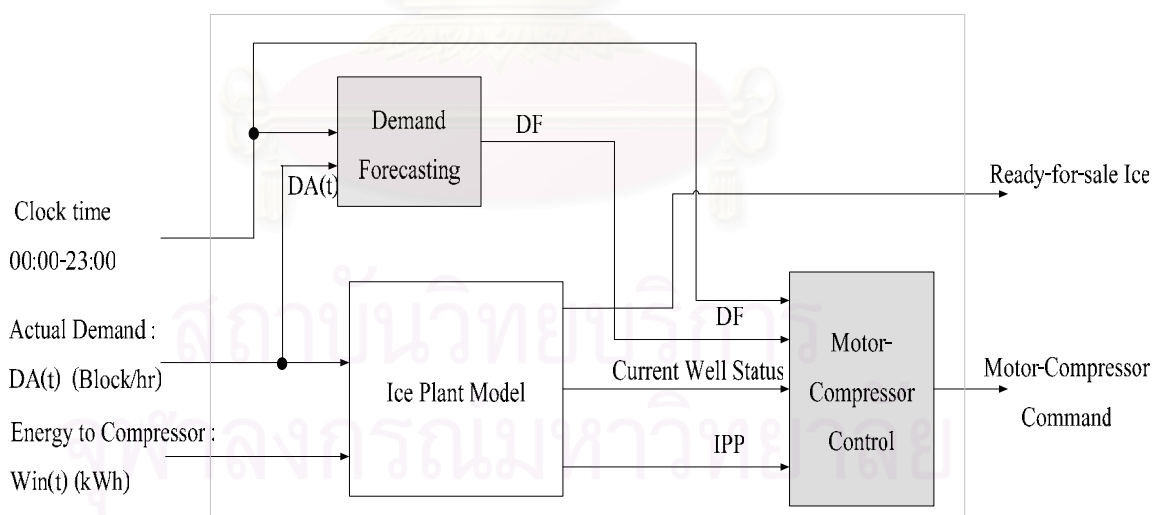 Demand
Forecasting
DF
DA(t)
Ready-for-sale Ice
Clock time
00:00-23:00
Actual Demand :
DA(t) (Block/hr)
Energy to Compressor :
Win(t) (kWh)
Ice Plant Model
DF
Current Well Status
IPP
Motor-
Compressor
Control
Motor-Compressor
Command
สถาบันวิทยบริการ
จุฬาลงกรณ์มหาวิทยาลัย